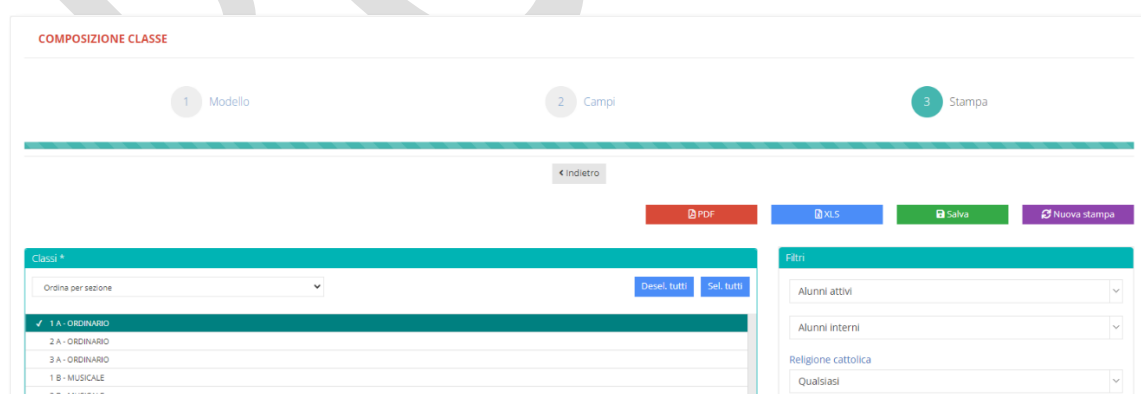 COMPOSIZIONE CLASSE
1 Modello
2 Campi
3 Stampa
Indietro
PDF
XLS
Salva
Nuova stampa
Classi *
Filtri
Ordina per sezione
Desel. tutti
Sel. tutti
Alunni attivi
1 A - ORDINARIO
Alunni interni
2 A - ORDINARIO
3 A - ORDINARIO
Religione cattolica
1 B - MUSICALE
Qualsiasi